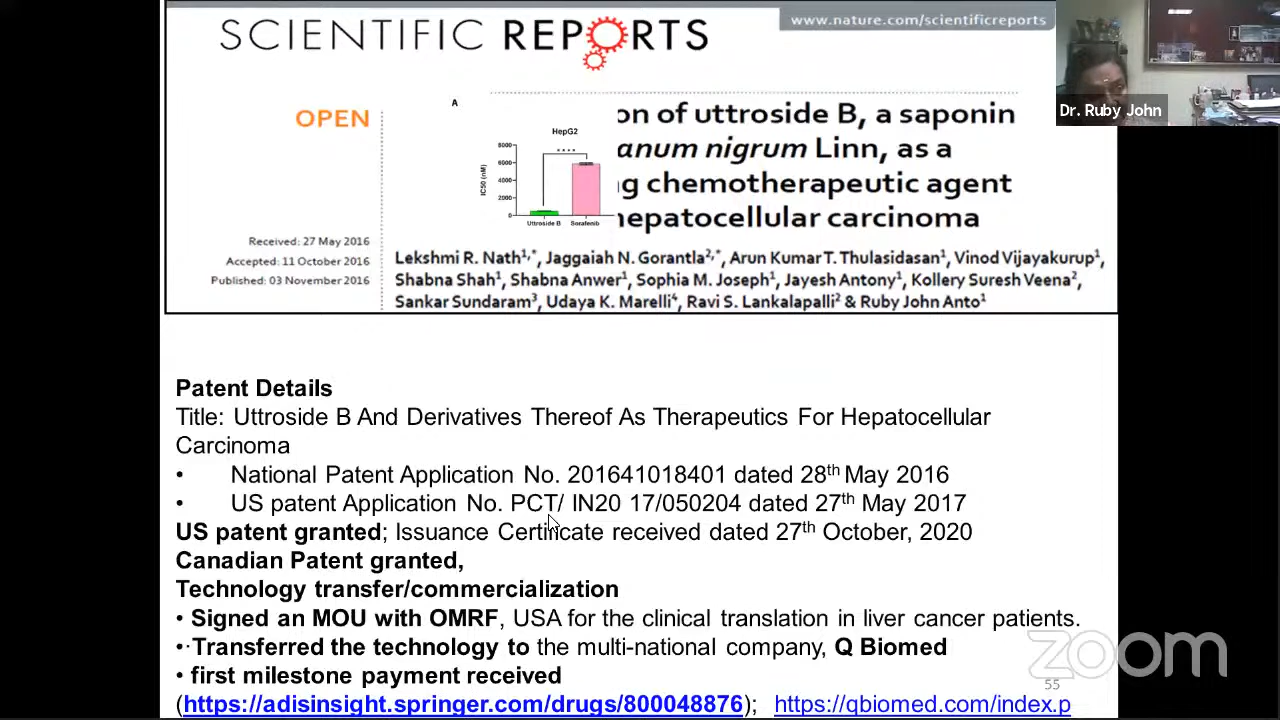 SCIENTIFIC REPORTS
www.nature.com/scientificreports
Dr. Ruby John
OPEN
A
on of uttroside B, a saponin
anum nigrum Linn, as a
g chemotherapeutic agent
hepatocellular carcinoma
HepG2
****
IC50 (nM)
8000
6000
4000
2000
0
Uttroside B Sorafenib
Received: 27 May 2016
Accepted: 11 October 2016
Published: 03 November 2016
Lekshmi R. Nath1,*, Jaggaiah N. Gorantla2,*, Arun Kumar T. Thulasidasan1, Vinod Vijayakurup1,
Shabna Shah1, Shabna Anwer1, Sophia M. Joseph1, Jayesh Antony1, Kollery Suresh Veena2,
Sankar Sundaram3, Udaya K. Marelli4, Ravi S. Lankalapalli2 & Ruby John Anto1
Patent Details
Title: Uttroside B And Derivatives Thereof As Therapeutics For Hepatocellular
Carcinoma
• National Patent Application No. 201641018401 dated 28th May 2016
• US patent Application No. PCT/ IN20 17/050204 dated 27th May 2017
US patent granted; Issuance Certificate received dated 27th October, 2020
Canadian Patent granted,
Technology transfer/commercialization
• Signed an MOU with OMRF, USA for the clinical translation in liver cancer patients.
•·Transferred the technology to the multi-national company, Q Biomed
• first milestone payment received
(https://adisinsight.springer.com/drugs/800048876); https://qbiomed.com/index.p
zoom
55